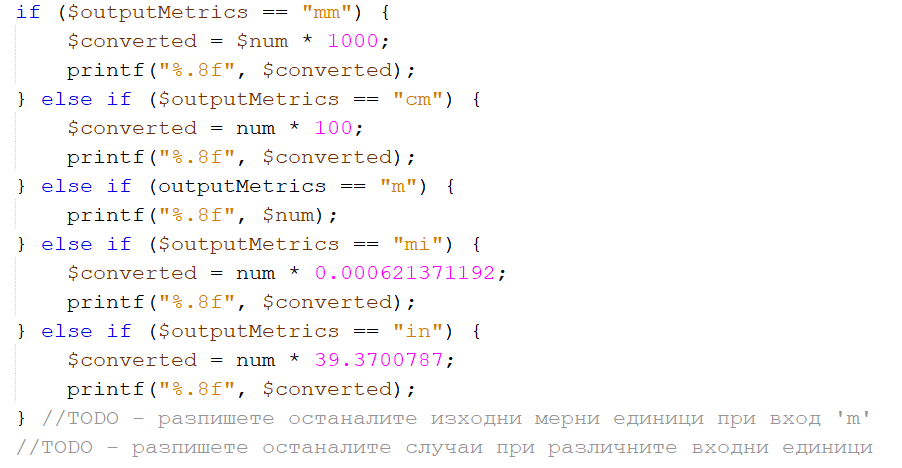 if ($outputMetrics == "mm") {
    $converted = $num * 1000;
    printf("%.8f", $converted);
} else if ($outputMetrics == "cm") {
    $converted = num * 100;
    printf("%.8f", $converted);
} else if (outputMetrics == "m") {
    printf("%.8f", $num);
} else if ($outputMetrics == "mi") {
    $converted = num * 0.000621371192;
    printf("%.8f", $converted);
} else if ($outputMetrics == "in") {
    $converted = num * 39.3700787;
    printf("%.8f", $converted);
} //TODO - разпишете останалите изходни мерни единици при вход 'm'
//TODO - разпишете останалите случаи при различните входни единици